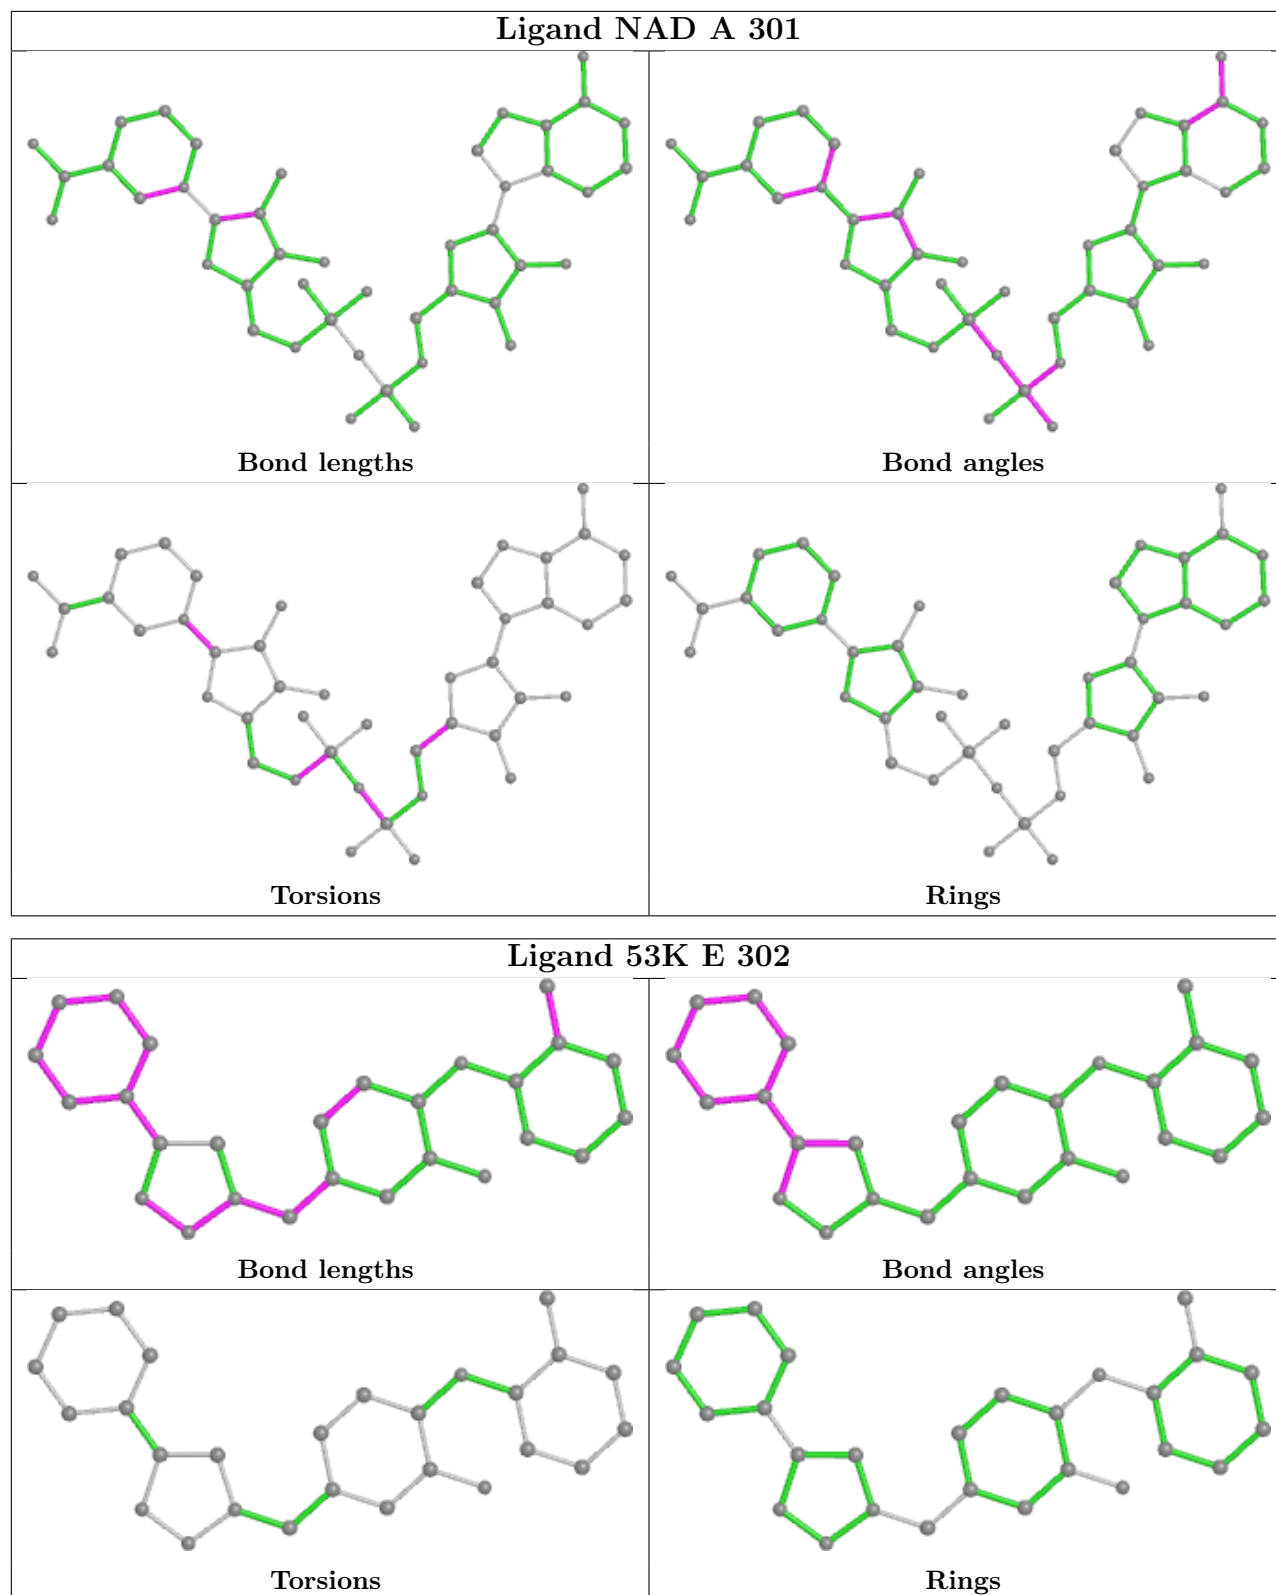 Ligand NAD A 301
Bond lengths
Bond angles
Torsions
Rings
Ligand 53K E 302
Bond lengths
Bond angles
Torsions
Rings